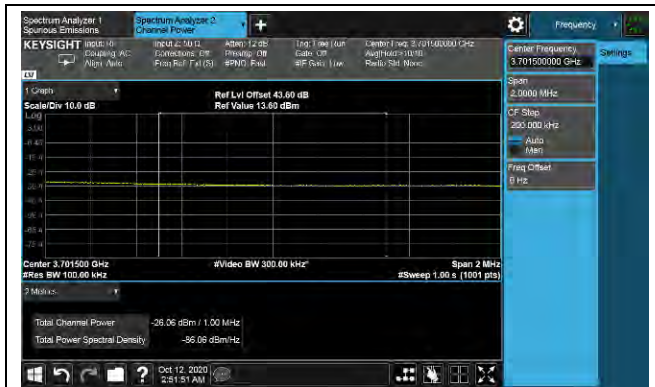 Spectrum Analyzer 1
Spurious Emissions
Spectrum Analyzer 2
Channel Power
Frequency
KEYSIGHT Input: RF
Coupling: AC
Align: Auto
Input Z: 50 Ω
Corrections: Off
Freq Ref: Ext (S)
Atten: 12 dB
Preamp: Off
#PNO: Fast
Trig: Free Run
Gate: Off
#IF Gain: Low
Center Freq: 3.701500000 GHz
Avg|Hold:>10/10
Radio Std: None
1 Graph
Scale/Div 10.0 dB
Ref Lvl Offset 43.60 dB
Ref Value 13.60 dBm
Log
3.60
Center 3.701500 GHz
#Res BW 100.00 kHz
#Video BW 300.00 kHz*
Span 2 MHz
#Sweep 1.00 s (1001 pts)
2 Metrics
Total Channel Power -26.06 dBm / 1.00 MHz
Total Power Spectral Density -86.06 dBm/Hz
Oct 12, 2020
2:51:51 AM
Center Frequency
3.701500000 GHz
Settings
Span
2.0000 MHz
CF Step
200.000 kHz
Auto
Man
Freq Offset
0 Hz